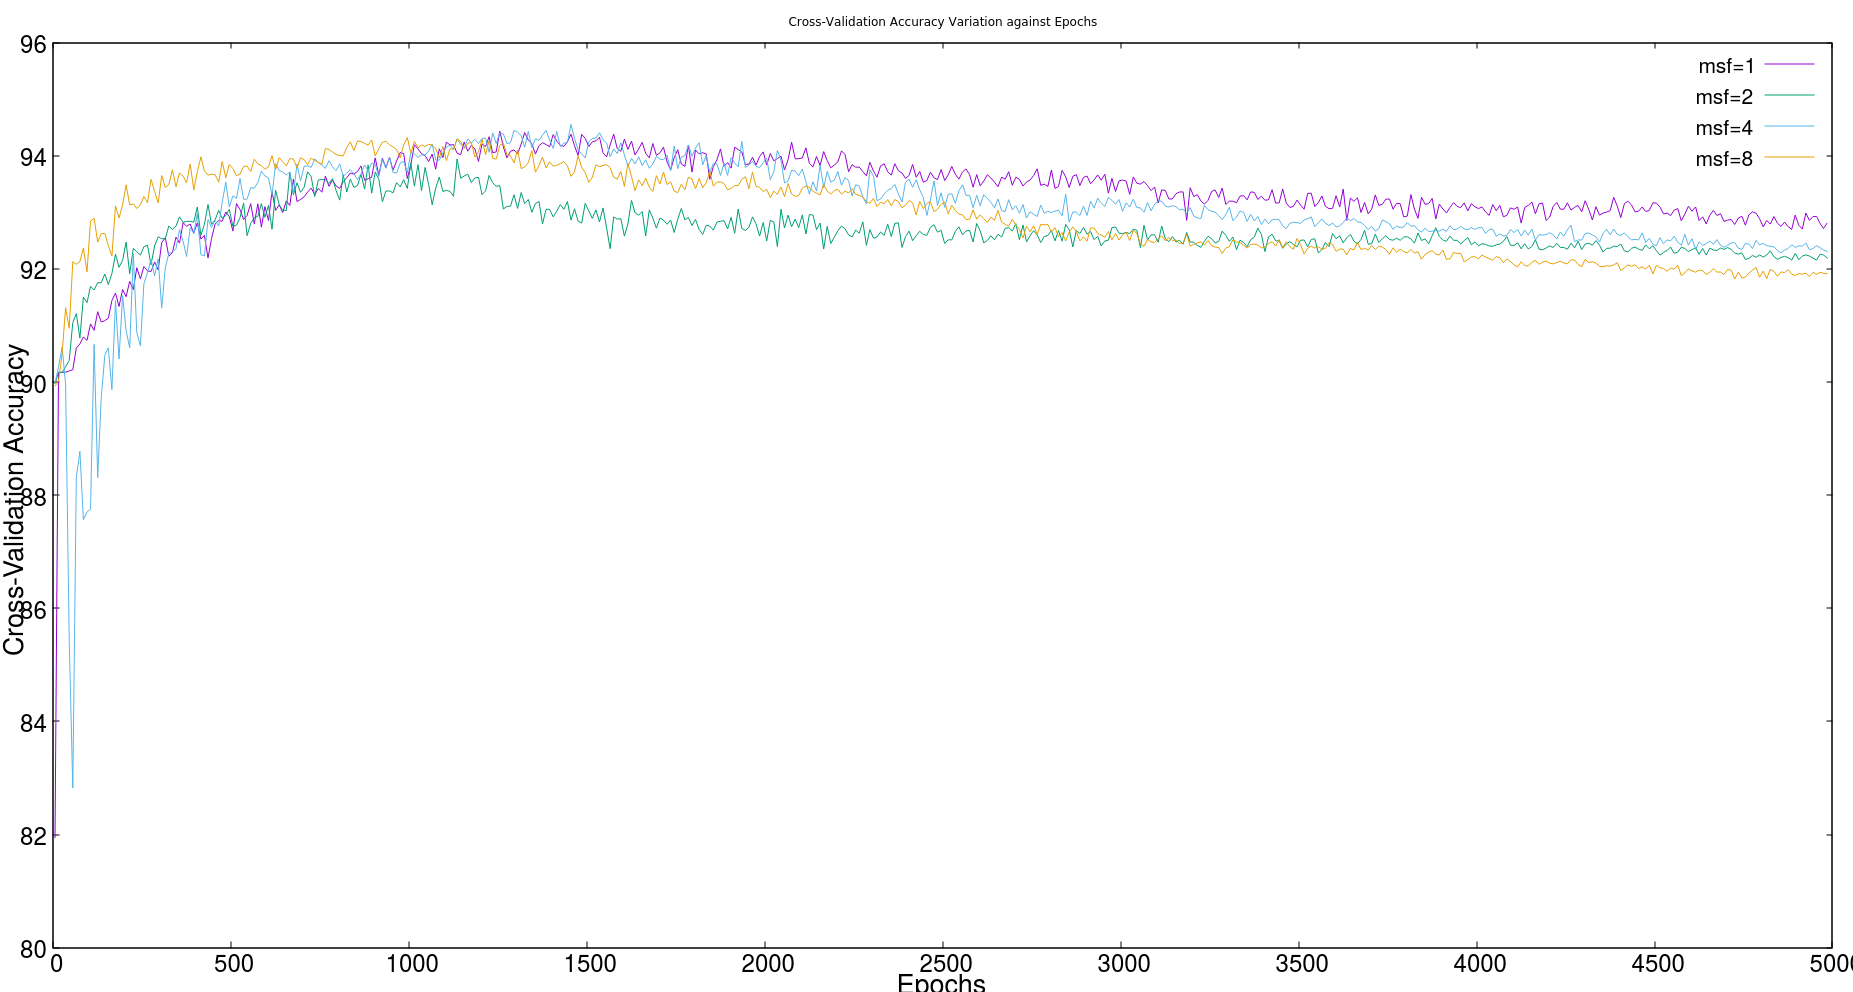 Cross-Validation Accuracy Variation against Epochs
96
94
92
90
88
86
84
82
80
Cross-Validation Accuracy
msf=1
msf=2
msf=4
msf=8
0 500 1000 1500 2000 2500 3000 3500 4000 4500 5000
Epochs